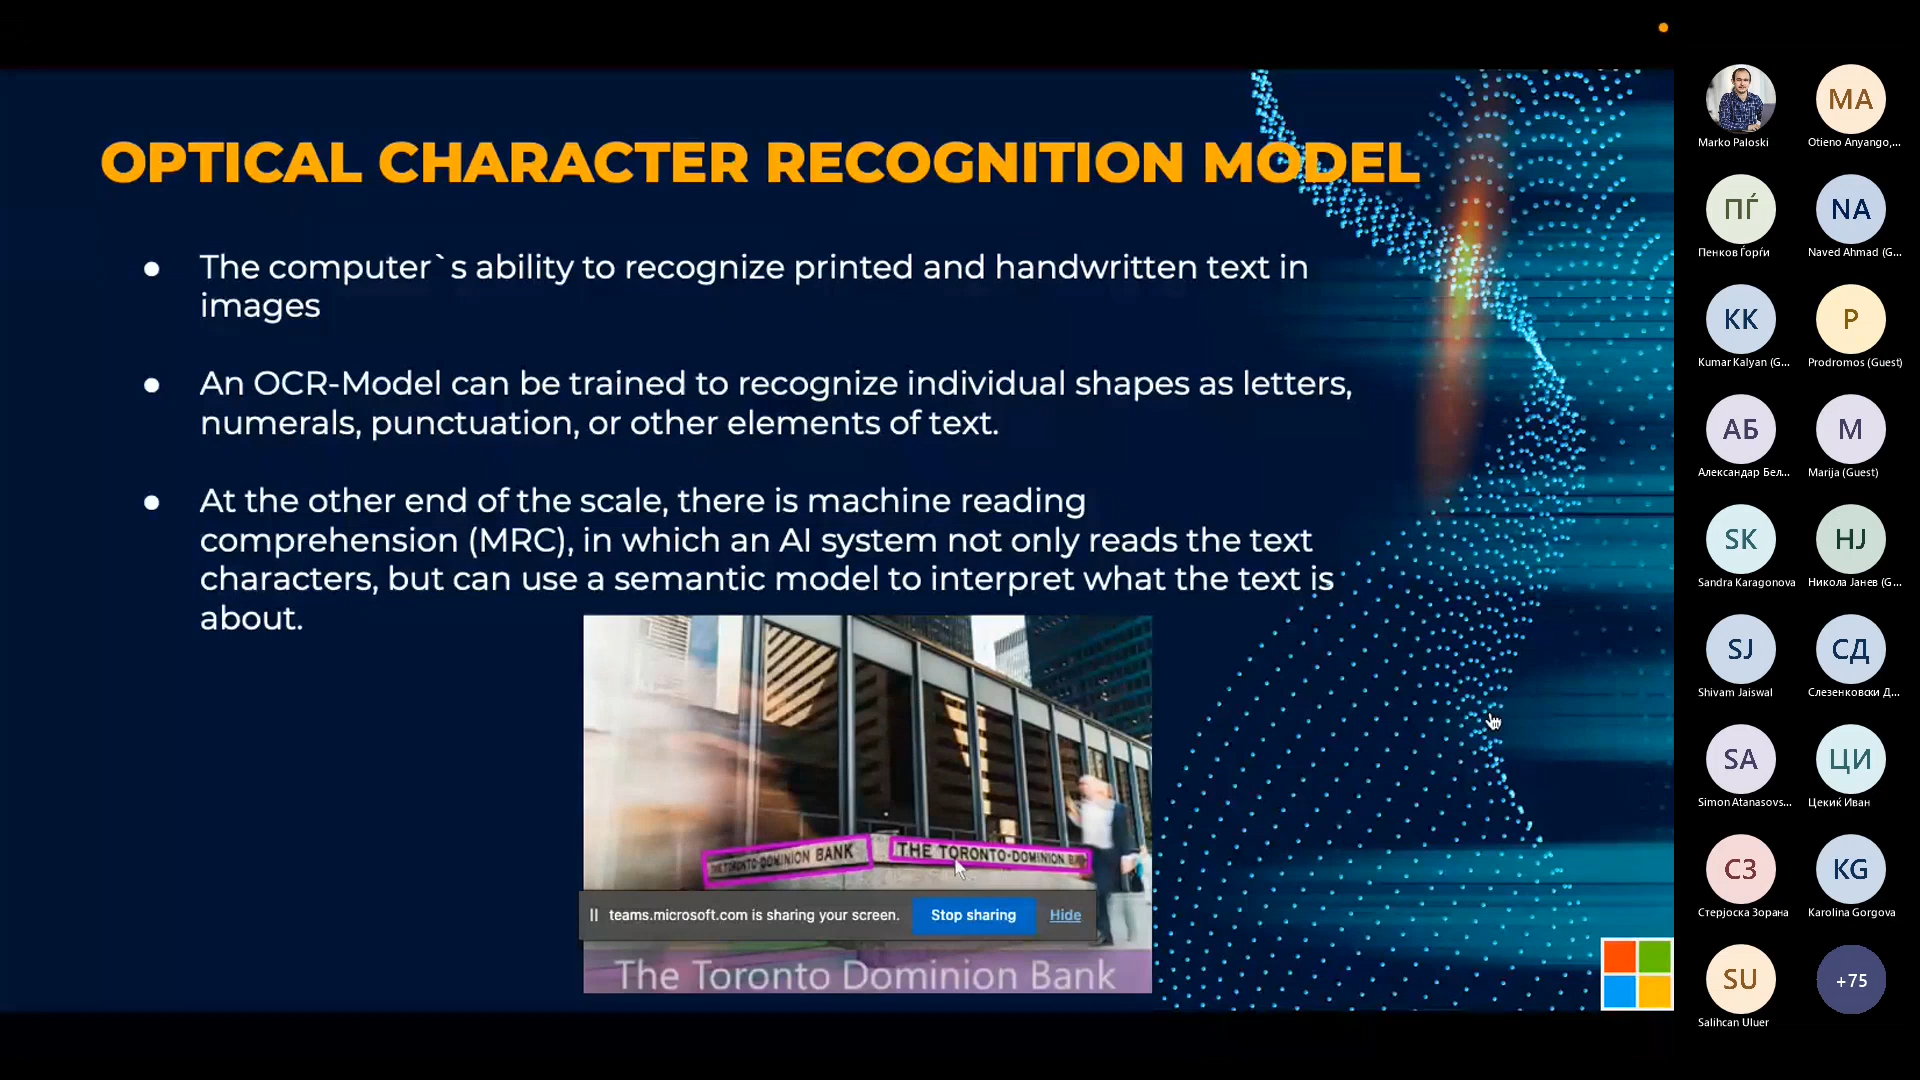 OPTICAL CHARACTER RECOGNITION MODEL
● The computer`s ability to recognize printed and handwritten text in
images
● An OCR-Model can be trained to recognize individual shapes as letters,
numerals, punctuation, or other elements of text.
● At the other end of the scale, there is machine reading
comprehension (MRC), in which an AI system not only reads the text
characters, but can use a semantic model to interpret what the text is
about.
THE TORONTO-DOMINION BANK
THE TORONTO-DOMINION BANK
teams.microsoft.com is sharing your screen. Stop sharing Hide
The Toronto Dominion Bank
Marko Paloski
MA
Otieno Anyango,...
ПЃ
Пенков Ѓорѓи
NA
Naved Ahmad (G...
KK
Kumar Kalyan (G...
P
Prodromos (Guest)
АБ
Александар Бел...
M
Marija (Guest)
SK
Sandra Karagonova
НЈ
Никола Јанев (G...
SJ
Shivam Jaiswal
СД
Слезенковски Д...
SA
Simon Atanasovs...
ЦИ
Цекиќ Иван
СЗ
Стерјоска Зорана
KG
Karolina Gorgova
SU
Salihcan Uluer
+75